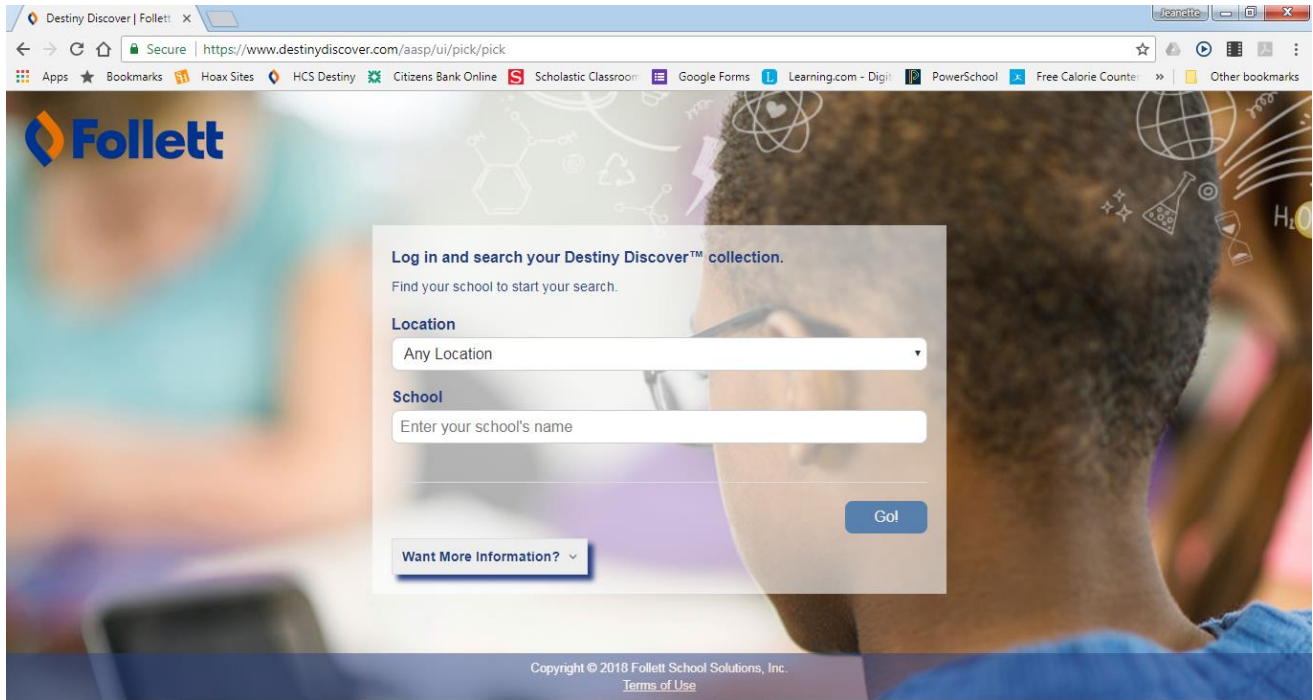 Destiny Discover | Follett
Jeanette
Secure | https://www.destinydiscover.com/aasp/ui/pick/pick
Apps Bookmarks Hoax Sites HCS Destiny Citizens Bank Online Scholastic Classroom Google Forms Learning.com - Digit PowerSchool Free Calorie Counter » Other bookmarks
Follett
H₂O
Log in and search your Destiny Discover™ collection.
Find your school to start your search.
Location
Any Location
School
Enter your school's name
Go!
Want More Information?
Copyright © 2018 Follett School Solutions, Inc.
Terms of Use